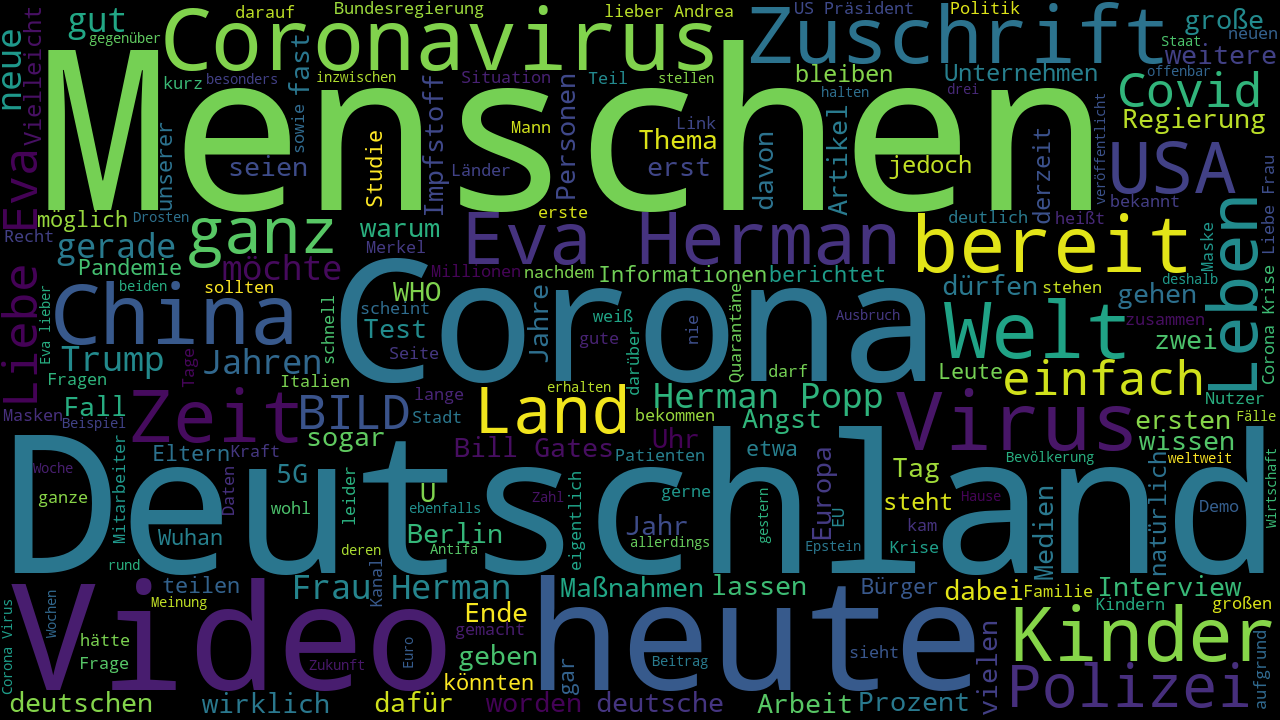 darauf Bundesregierung lieber Andrea US Präsident Politik
gut Coronavirus Zuschrift große
gegenüber Staat neuen
neue Vielleicht fast weitere
kurz besonders inzwischen Situation Teil stellen bleiben Unternehmen offenbar
halten drei Covid
Menschen
Mann Link Regierung
sowie Studie Impfstoff Personen Thema Artikel veröffentlicht
unserer seien Länder erst davon jedoch derzeit USA
möglich Drosten erste deutlich heißt bekannt
Liebe Eva Recht ganz warum Eva Herman bereit Leben Liebe Frau
gerade Merkel Maske
Pandemie möchte Millionen nachdem Informationen berichtet stehen deshalb
beiden sollten WHO dürfen gehen
China scheint Corona Welt zusammen Corona Krise
Eva lieber schnell Test Jahre weiß Ausbruch
Trump Jahren Seite gute darüber nie Quarantäne zwei
Fragen Tage Italien darf Leute einfach
lange erhalten Herman Popp Nutzer
Masken Fall Zeit BILD Stadt Land bekommen Angst Virus ersten Fälle
Beispiel sogar Uhr wissen
Eltern Kraft Bill Gates Patienten etwa Bevölkerung weltweit
Woche 5G Tag
Deutschland
ganze Mitarbeiter Daten wohl leider U Zahl gerne gestern Europa steht Hause Demo Wirtschaft
ebenfalls eigentlich Jahr EU kam Medien natürlich
Wuhan Berlin allerdings
rund deren Antifa Epstein Krise
teilen Kanal Frau Herman Maßnahmen lassen Bürger dabei Familie Interview
Corona Virus Wochen Meinung Video Ende heute Kindern großen
hätte gemacht Kinder
Frage Zukunft Euro geben Beitrag sieht vielen
könnten gar Polizei aufgrund
deutschen wirklich dafür worden deutsche Arbeit Prozent